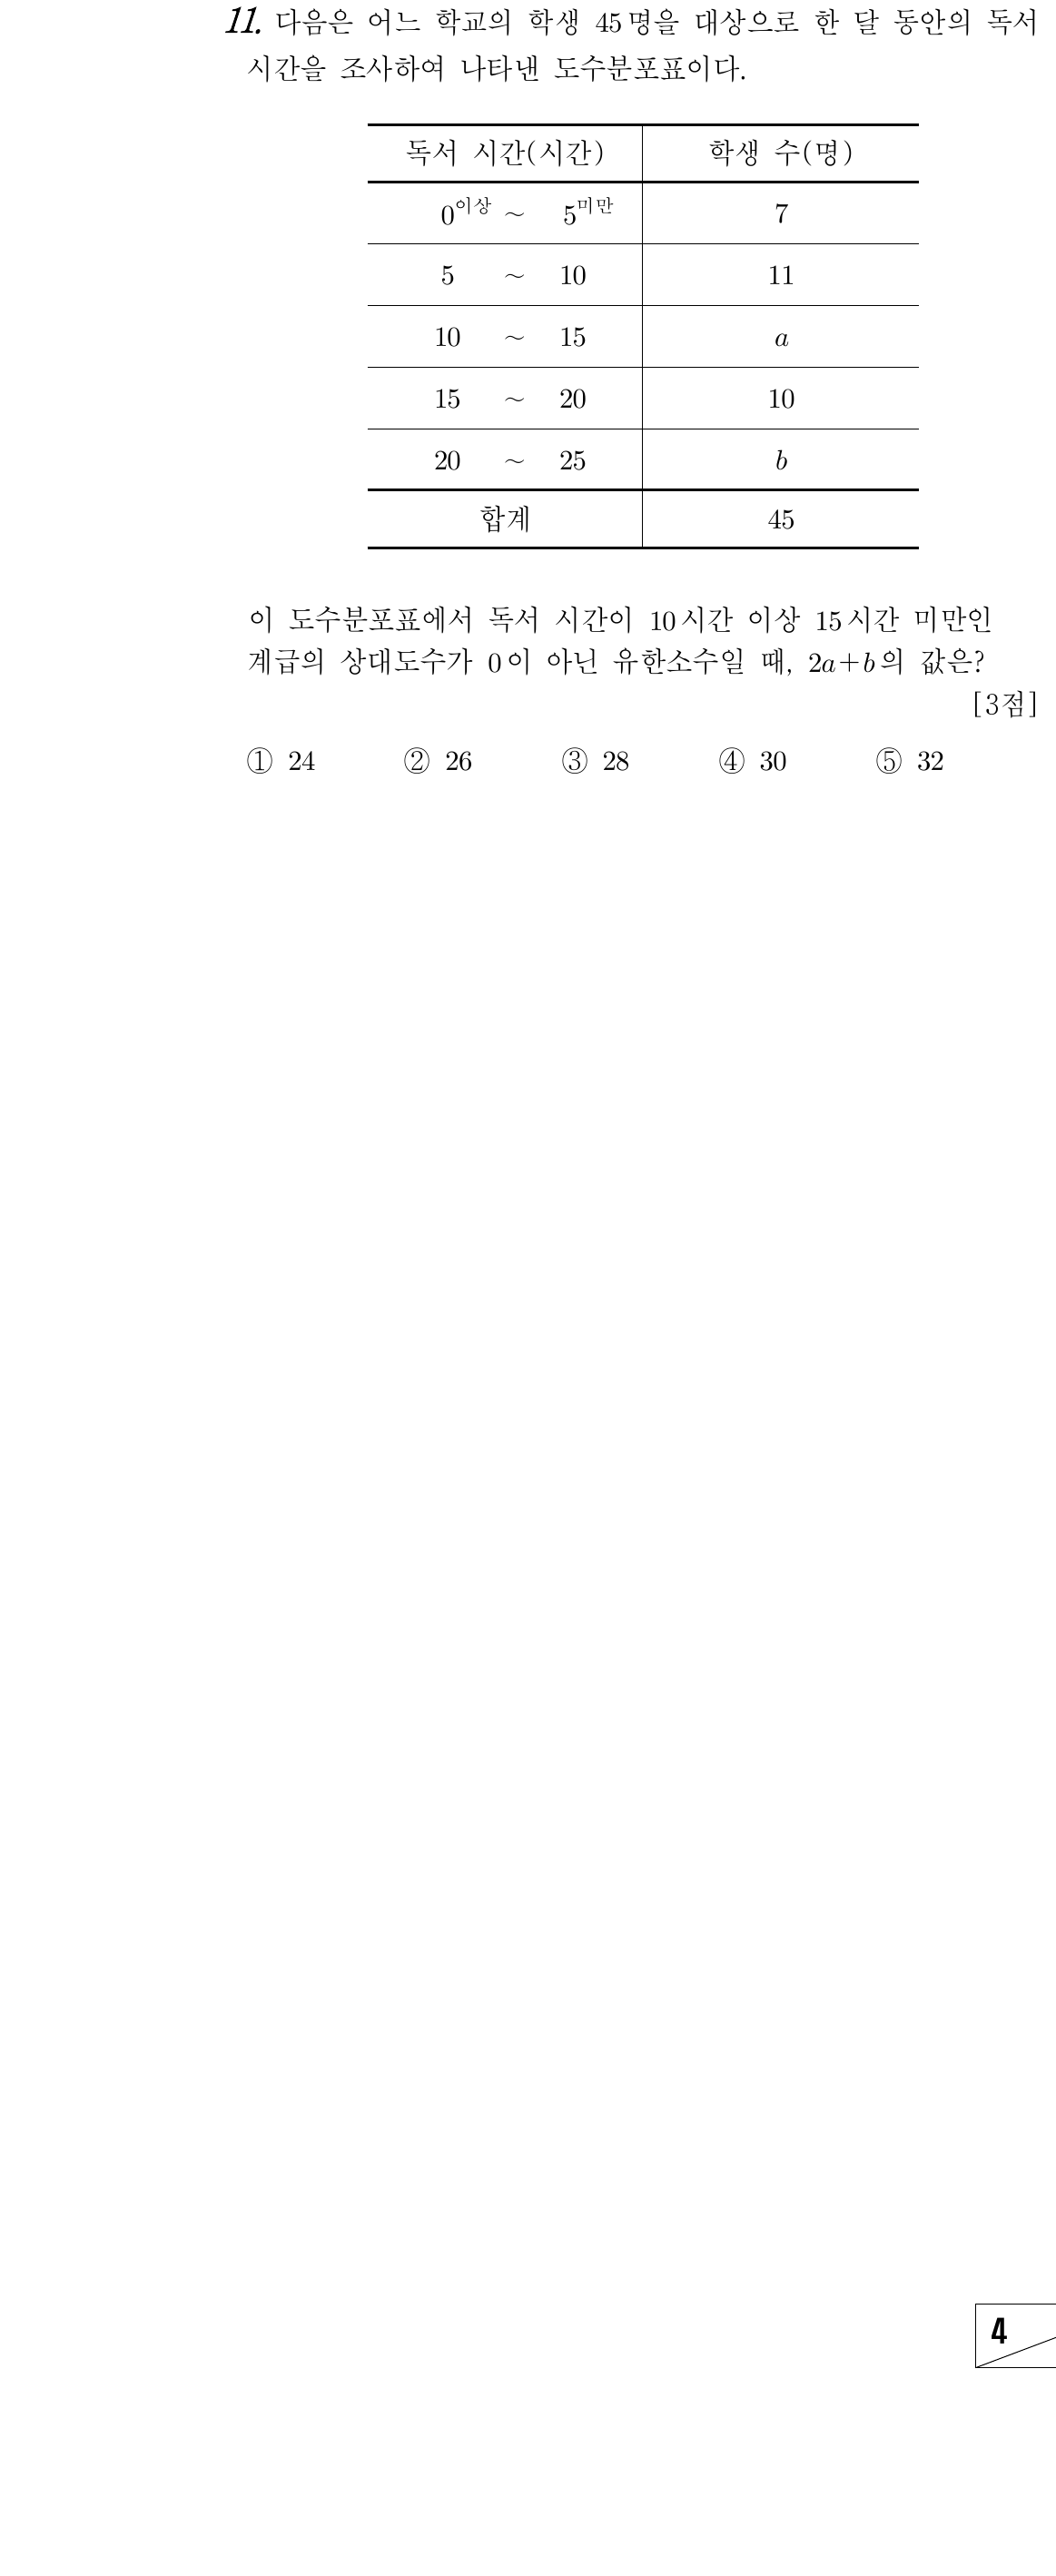 11. 다음은 어느 학교의 학생 45명을 대상으로 한 달 동안의 독서
시간을 조사하여 나타낸 도수분포표이다.
독서 시간(시간) 학생 수(명)
0이상 ~ 5미만 7
5 ~ 10 11
10 ~ 15 a
15 ~ 20 10
20 ~ 25 b
합계 45
이 도수분포표에서 독서 시간이 10시간 이상 15시간 미만인
계급의 상대도수가 0이 아닌 유한소수일 때, 2a+b의 값은?
[3점]
① 24 ② 26 ③ 28 ④ 30 ⑤ 32
4